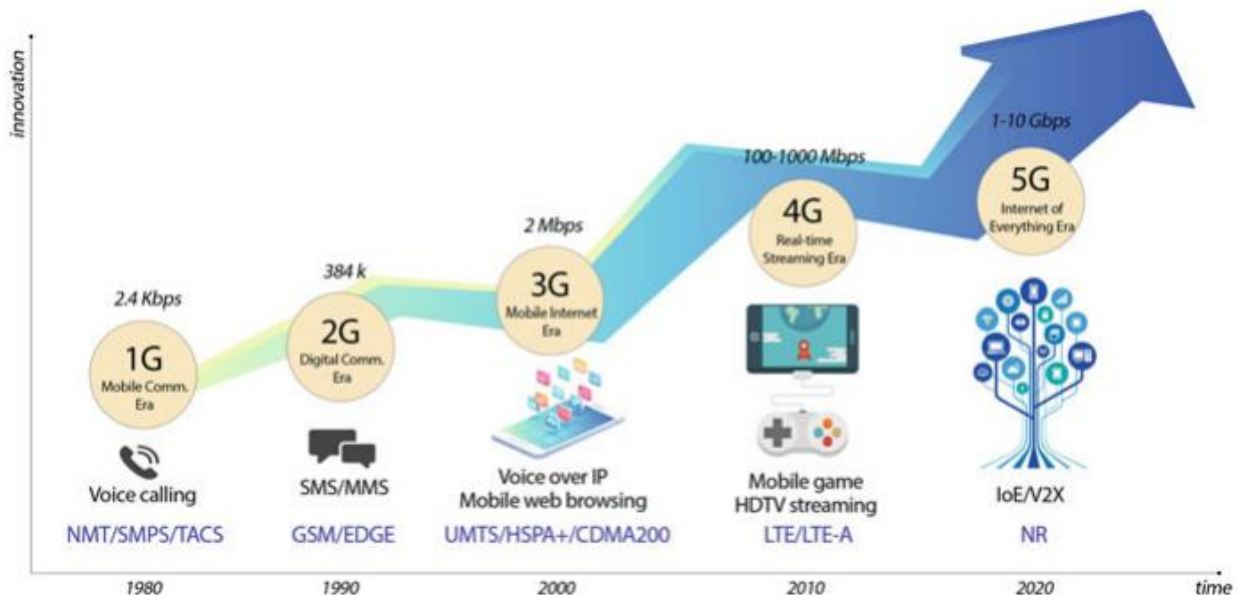 innovation
2.4 Kbps
1G
Mobile Comm.
Era
Voice calling
NMT/SMPS/TACS
384 k
2G
Digital Comm.
Era
SMS/MMS
GSM/EDGE
2 Mbps
3G
Mobile Internet
Era
Voice over IP
Mobile web browsing
UMTS/HSPA+/CDMA200
100-1000 Mbps
4G
Real-time
Streaming Era
Mobile game
HDTV streaming
LTE/LTE-A
1-10 Gbps
5G
Internet of
Everything Era
IoE/V2X
NR
1980
1990
2000
2010
2020
time